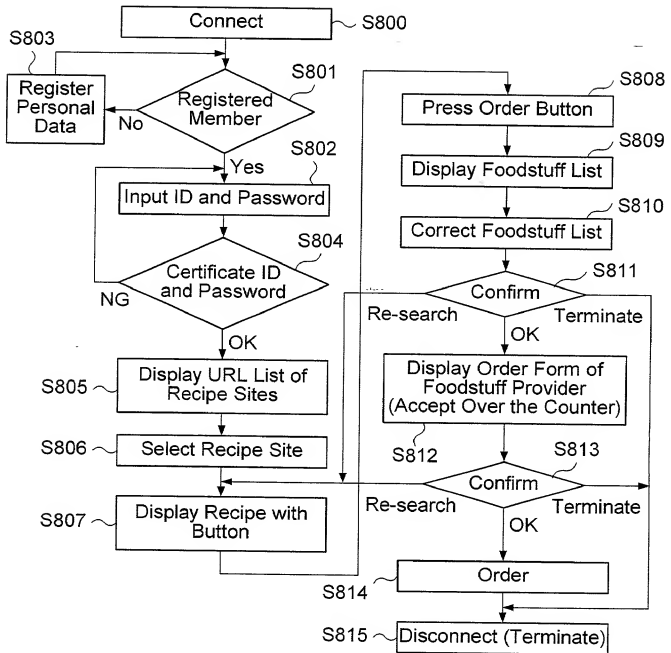 Connect
S800
S803
S801
Register
Personal
Data
Registered
Member
No
Yes
S802
Input ID and Password
S804
Certificate ID
and Password
NG
OK
S805
Display URL List of
Recipe Sites
S806
Select Recipe Site
S807
Display Recipe with
Button
S808
Press Order Button
S809
Display Foodstuff List
S810
Correct Foodstuff List
S811
Confirm
Re-search
Terminate
OK
Display Order Form of
Foodstuff Provider
(Accept Over the Counter)
S812
S813
Confirm
Re-search
Terminate
OK
Order
S814
S815
Disconnect (Terminate)